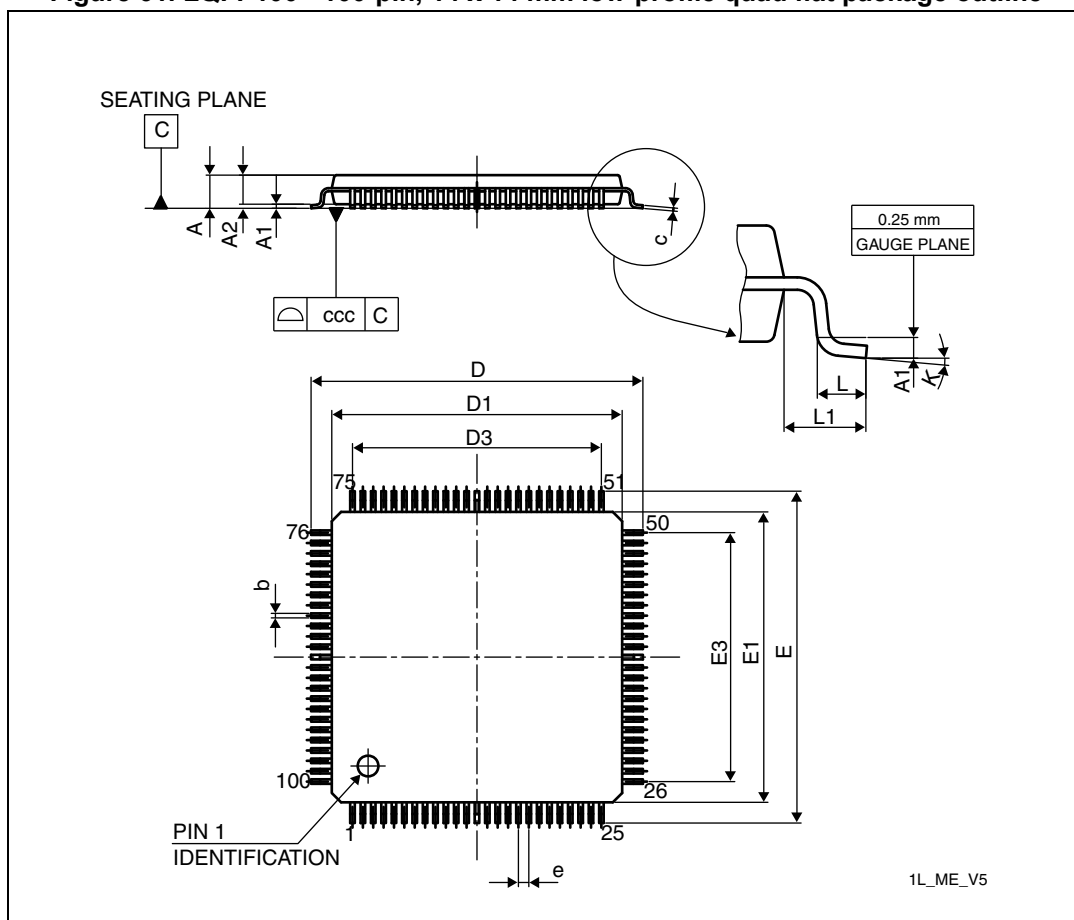 SEATING PLANE
C
A
A2
A1
c
0.25 mm
GAUGE PLANE
ccc C
A1
K
L
L1
D
D1
D3
75
51
76
50
b
E3
E1
E
100
26
PIN 1
IDENTIFICATION
1
25
e
1L_ME_V5